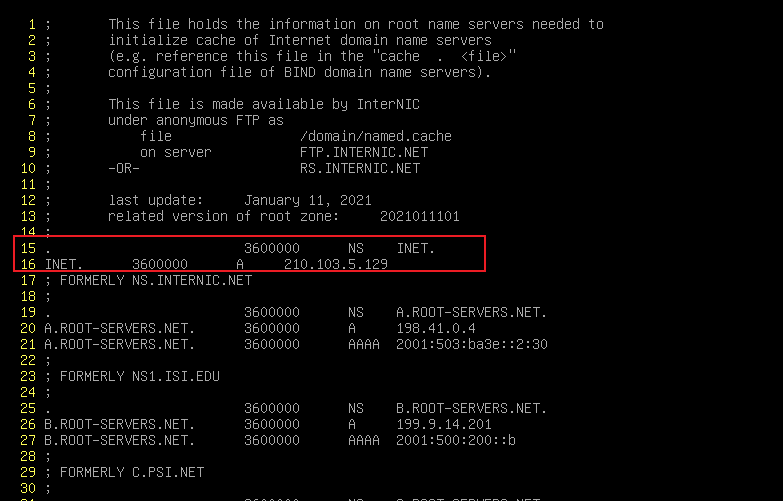 1 ;       This file holds the information on root name servers needed to
2 ;       initialize cache of Internet domain name servers
3 ;       (e.g. reference this file in the "cache  .  <file>"
4 ;       configuration file of BIND domain name servers).
5 ;
6 ;       This file is made available by InterNIC
7 ;       under anonymous FTP as
8 ;           file                /domain/named.cache
9 ;           on server           FTP.INTERNIC.NET
10 ;       -OR-                    RS.INTERNIC.NET
11 ;
12 ;       last update:     January 11, 2021
13 ;       related version of root zone:     2021011101
14 ;
15 .                        3600000      NS    INET.
16 INET.      3600000      A     210.103.5.129
17 ; FORMERLY NS.INTERNIC.NET
18 ;
19 .                        3600000      NS    A.ROOT-SERVERS.NET.
20 A.ROOT-SERVERS.NET.      3600000      A     198.41.0.4
21 A.ROOT-SERVERS.NET.      3600000      AAAA  2001:503:ba3e::2:30
22 ;
23 ; FORMERLY NS1.ISI.EDU
24 ;
25 .                        3600000      NS    B.ROOT-SERVERS.NET.
26 B.ROOT-SERVERS.NET.      3600000      A     199.9.14.201
27 B.ROOT-SERVERS.NET.      3600000      AAAA  2001:500:200::b
28 ;
29 ; FORMERLY C.PSI.NET
30 ;